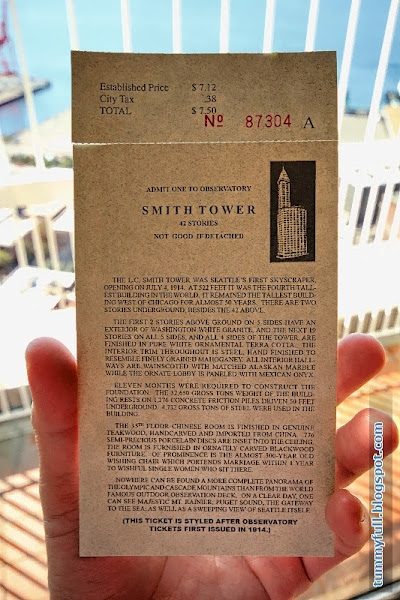 Established Price $ 7.12
City Tax .38
TOTAL $ 7.50
Nº 87304 A
ADMIT ONE TO OBSERVATORY
SMITH TOWER
42 STORIES
NOT GOOD IF DETACHED
THE L.C. SMITH TOWER WAS SEATTLE'S FIRST SKYSCRAPER,
OPENING ON JULY 4, 1914. AT 522 FEET IT WAS THE FOURTH TALL-
EST BUILDING IN THE WORLD. IT REMAINED THE TALLEST BUILD-
ING WEST OF CHICAGO FOR ALMOST 50 YEARS. THERE ARE TWO
STORIES UNDERGROUND, BESIDES THE 42 ABOVE.
THE FIRST 2 STORIES ABOVE GROUND ON 5 SIDES HAVE AN
EXTERIOR OF WASHINGTON WHITE GRANITE, AND THE NEXT 19
STORIES ON ALL 5 SIDES, AND ALL 4 SIDES OF THE TOWER, ARE
FINISHED IN PURE WHITE ORNAMENTAL TERRA COTTA. THE
INTERIOR TRIM THROUGHOUT IS STEEL, HAND FINISHED TO
RESEMBLE FINELY GRAINED MAHOGANY. ALL INTERIOR HALL-
WAYS ARE WAINSCOTED WITH MATCHED ALASKAN MARBLE
WHILE THE ORNATE LOBBY IS PANELED WITH MEXICAN ONYX.
ELEVEN MONTHS WERE REQUIRED TO CONSTRUCT THE
FOUNDATION. THE 32,650 GROSS TONS WEIGHT OF THE BUILD-
ING RESTS ON 1,276 CONCRETE FRICTION PILES DRIVEN 50 FEET
UNDERGROUND. 4,732 GROSS TONS OF STEEL WERE USED IN THE
BUILDING.
THE 35TH FLOOR CHINESE ROOM IS FINISHED IN GENUINE
TEAKWOOD, HANDCARVED AND IMPORTED FROM CHINA. 776
SEMI-PRECIOUS PORCELAIN DISCS ARE INSET INTO THE CEILING.
THE ROOM IS FURNISHED IN ORNATELY CARVED BLACKWOOD
FURNITURE. OF PROMINENCE IS THE ALMOST 300-YEAR OLD
WISHING CHAIR WHICH PORTENDS MARRIAGE WITHIN 1 YEAR
TO WISHFUL SINGLE WOMEN WHO SIT THERE.
NOWHERE CAN BE FOUND A MORE COMPLETE PANORAMA OF
THE OLYMPIC AND CASCADE MOUNTAINS THAN FROM THE WORLD
FAMOUS OUTDOOR OBSERVATION DECK. ON A CLEAR DAY, ONE
CAN SEE MAJESTIC MT. RAINIER, PUGET SOUND, THE GATEWAY
TO THE SEA, AS WELL AS A SWEEPING VIEW OF SEATTLE ITSELF.
(THIS TICKET IS STYLED AFTER OBSERVATORY
TICKETS FIRST ISSUED IN 1914.)
tummyfull.blogspot.com